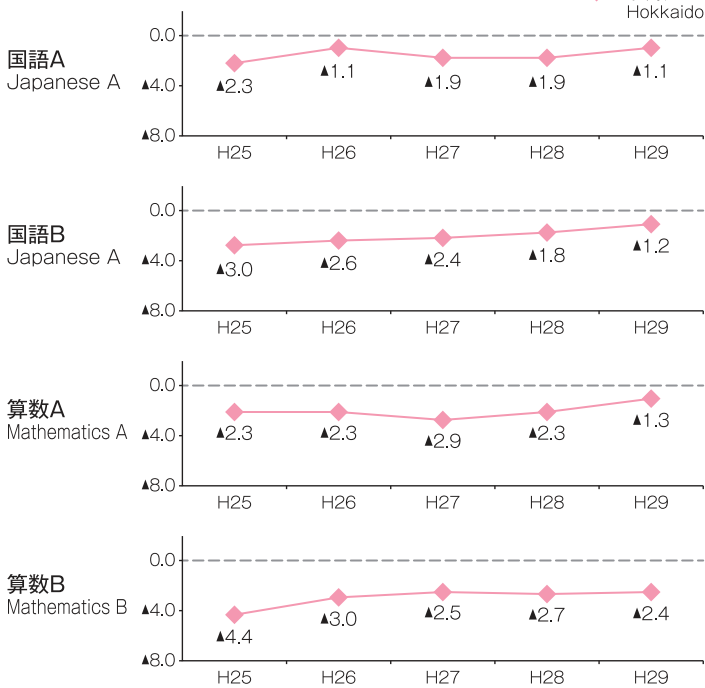 Hokkaido
国語A
Japanese A
0.0
▲4.0
▲8.0
▲2.3 ▲1.1 ▲1.9 ▲1.9 ▲1.1
H25 H26 H27 H28 H29
国語B
Japanese A
0.0
▲4.0
▲8.0
▲3.0 ▲2.6 ▲2.4 ▲1.8 ▲1.2
H25 H26 H27 H28 H29
算数A
Mathematics A
0.0
▲4.0
▲8.0
▲2.3 ▲2.3 ▲2.9 ▲2.3 ▲1.3
H25 H26 H27 H28 H29
算数B
Mathematics B
0.0
▲4.0
▲8.0
▲4.4 ▲3.0 ▲2.5 ▲2.7 ▲2.4
H25 H26 H27 H28 H29